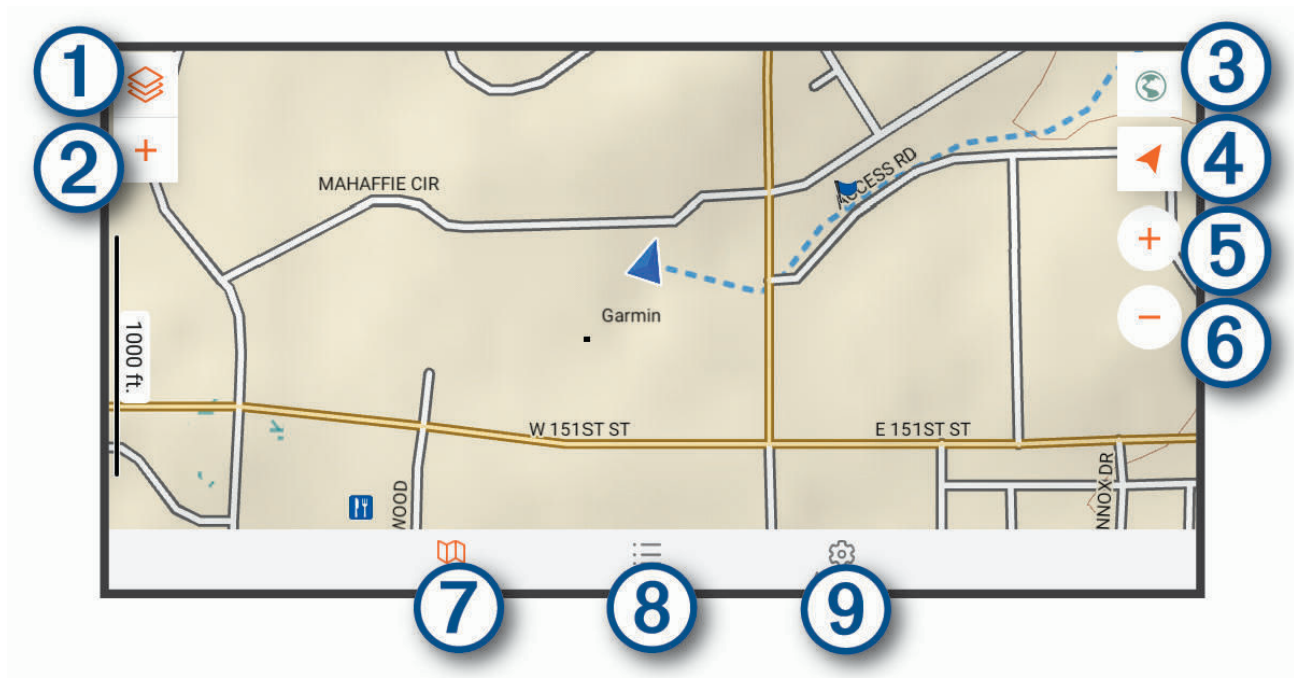 1
2
3
4
5
6
MAHAFFIE CIR
ACCESS RD
Garmin
1000 ft.
W 151ST ST
E 151ST ST
WOOD
NNOX DR
7
8
9